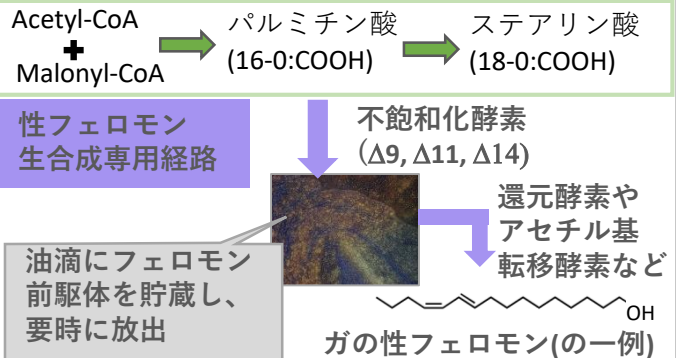 Acetyl-CoA
+
Malonyl-CoA
パルミチン酸
(16-0:COOH)
ステアリン酸
(18-0:COOH)
性フェロモン
生合成専用経路
不飽和化酵素
(Δ9, Δ11, Δ14)
還元酵素や
アセチル基
転移酵素など
油滴にフェロモン
前駆体を貯蔵し、
要時に放出
OH
ガの性フェロモン(の一例)